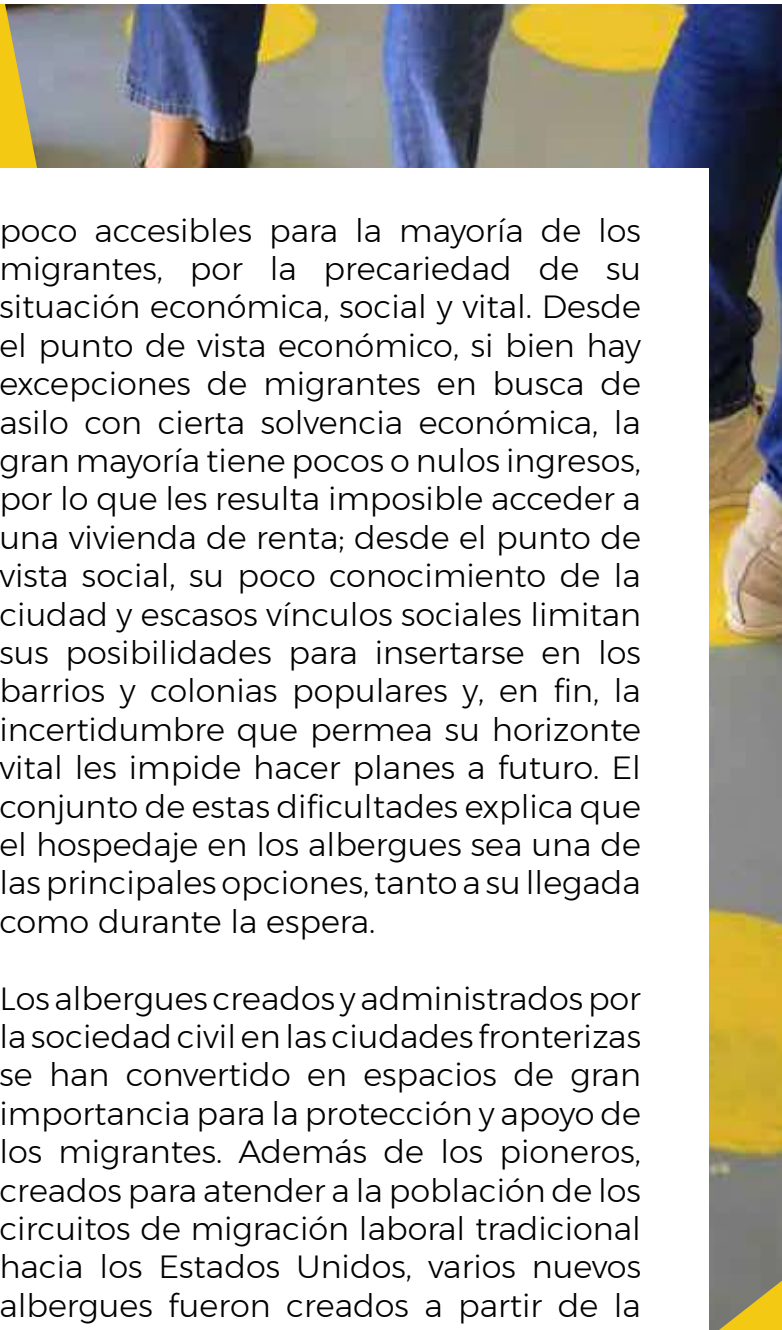 poco accesibles para la mayoría de los
migrantes, por la precariedad de su
situación económica, social y vital. Desde
el punto de vista económico, si bien hay
excepciones de migrantes en busca de
asilo con cierta solvencia económica, la
gran mayoría tiene pocos o nulos ingresos,
por lo que les resulta imposible acceder a
una vivienda de renta; desde el punto de
vista social, su poco conocimiento de la
ciudad y escasos vínculos sociales limitan
sus posibilidades para insertarse en los
barrios y colonias populares y, en fin, la
incertidumbre que permea su horizonte
vital les impide hacer planes a futuro. El
conjunto de estas dificultades explica que
el hospedaje en los albergues sea una de
las principales opciones, tanto a su llegada
como durante la espera.
Los albergues creados y administrados por
la sociedad civil en las ciudades fronterizas
se han convertido en espacios de gran
importancia para la protección y apoyo de
los migrantes. Además de los pioneros,
creados para atender a la población de los
circuitos de migración laboral tradicional
hacia los Estados Unidos, varios nuevos
albergues fueron creados a partir de la